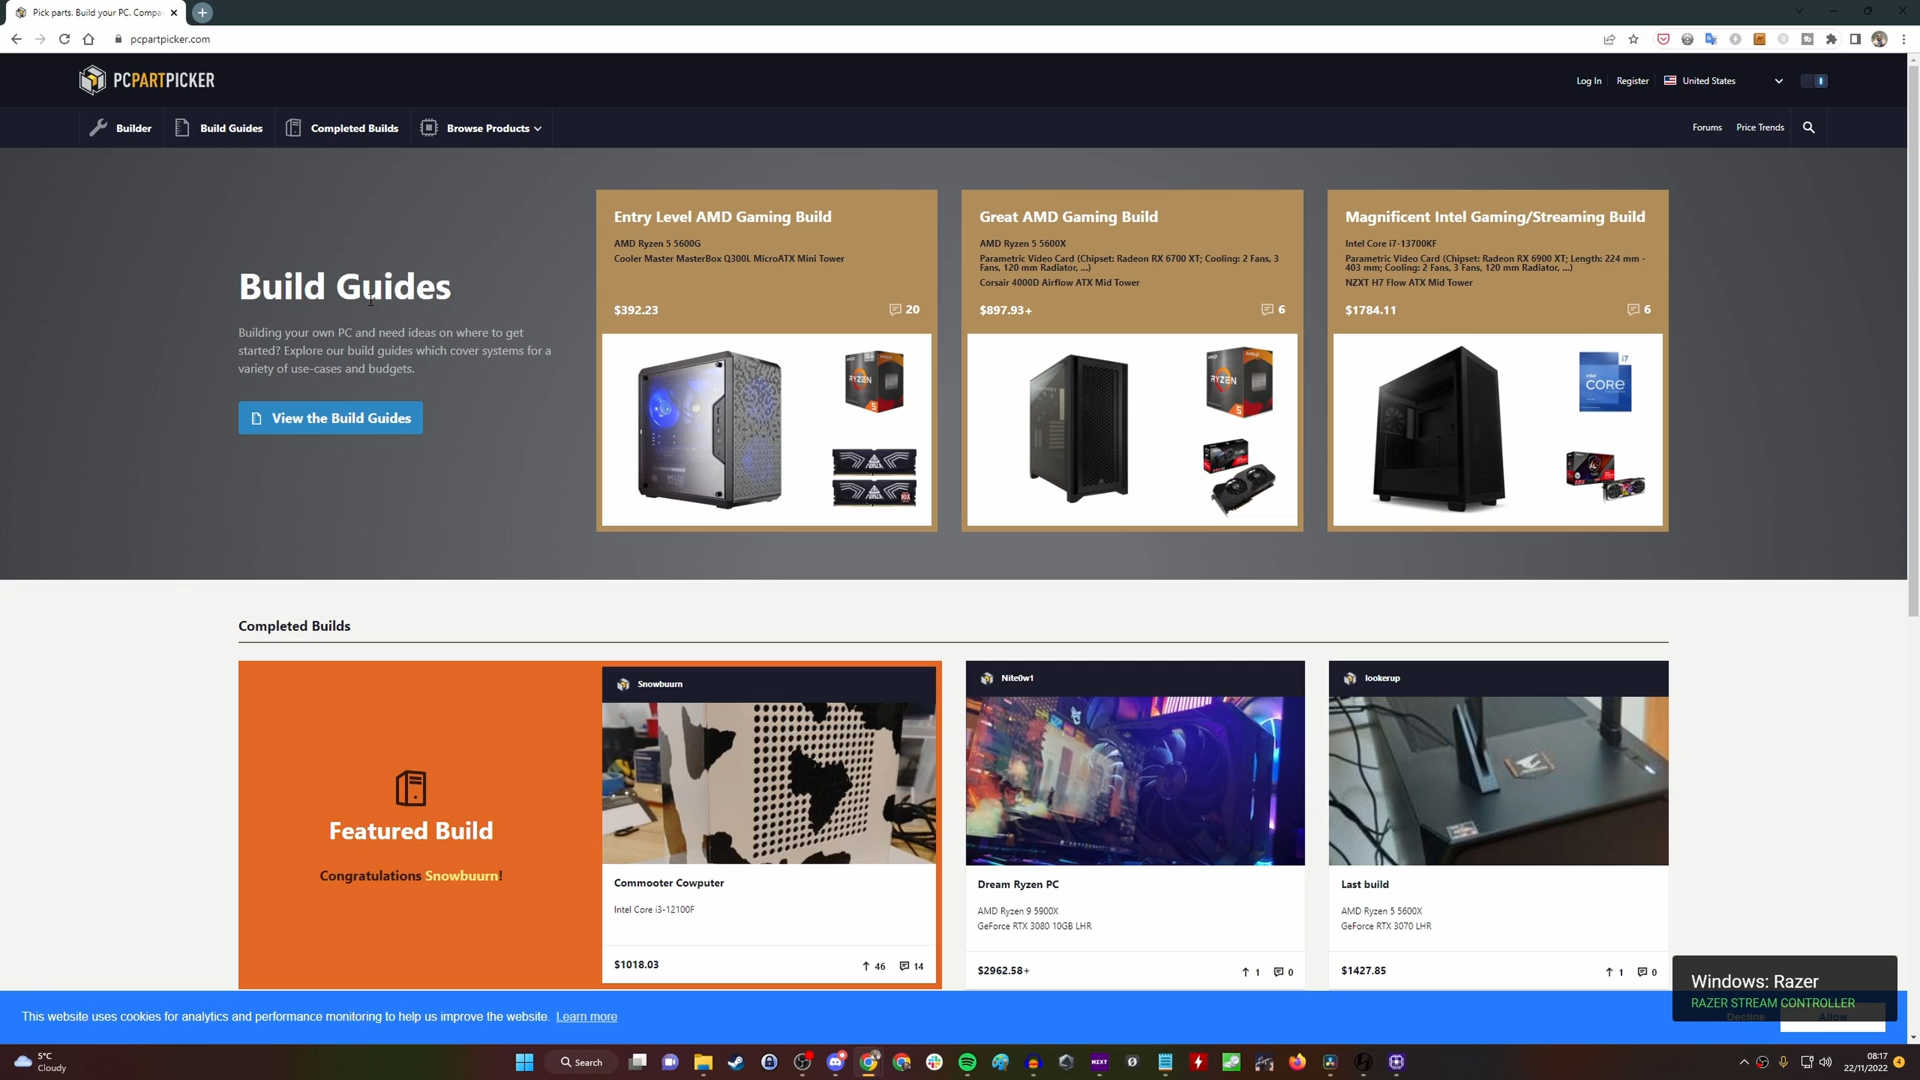 Pick parts. Build your PC. Compa
pcpartpicker.com
PCPARTPICKER
Log In
Register
United States
Builder
Build Guides
Completed Builds
Browse Products
Forums
Price Trends
Build Guides
Building your own PC and need ideas on where to get
started? Explore our build guides which cover systems for a
variety of use-cases and budgets.
View the Build Guides
Entry Level AMD Gaming Build
AMD Ryzen 5 5600G
Cooler Master MasterBox Q300L MicroATX Mini Tower
$392.23
20
RYZEN
5
Great AMD Gaming Build
AMD Ryzen 5 5600X
Parametric Video Card (Chipset: Radeon RX 6700 XT; Cooling: 2 Fans, 3
Fans, 120 mm Radiator, ...)
Corsair 4000D Airflow ATX Mid Tower
$897.93+
6
RYZEN
5
Magnificent Intel Gaming/Streaming Build
Intel Core i7-13700KF
Parametric Video Card (Chipset: Radeon RX 6900 XT; Length: 224 mm -
403 mm; Cooling: 2 Fans, 3 Fans, 120 mm Radiator, ...)
NZXT H7 Flow ATX Mid Tower
$1784.11
6
i7
CORE
Completed Builds
Featured Build
Congratulations Snowbuurn!
Snowbuurn
Commooter Cowputer
Intel Core i3-12100F
$1018.03
46
14
Nite0w1
Dream Ryzen PC
AMD Ryzen 9 5900X
GeForce RTX 3080 10GB LHR
$2962.58+
1
0
lookerup
Last build
AMD Ryzen 5 5600X
GeForce RTX 3070 LHR
$1427.85
1
0
Windows: Razer
RAZER STREAM CONTROLLER
This website uses cookies for analytics and performance monitoring to help us improve the website. Learn more
Decline
Allow
5°C
Cloudy
Search
NZXT
08:17
22/11/2022
4